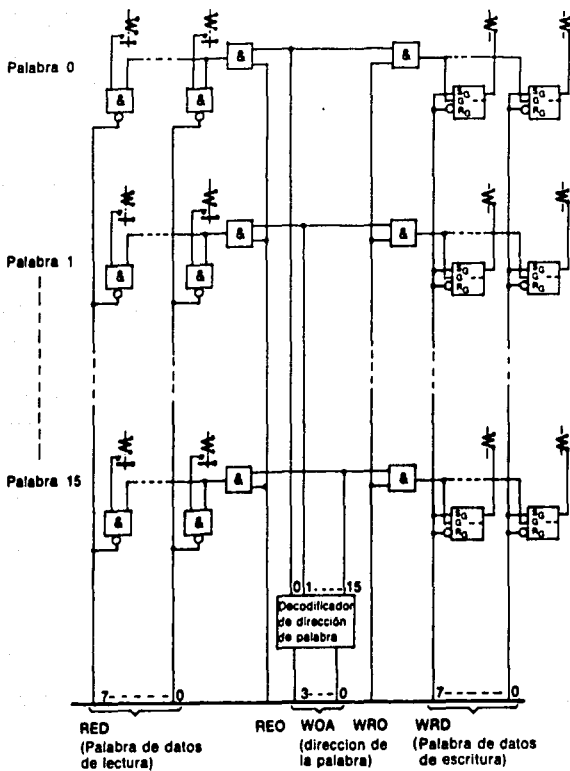 Palabra 0
& & & &
S G
G
R G
S G
G
R G
Palabra 1
& & & &
S G
G
R G
S G
G
R G
Palabra 15
& & & &
S G
G
R G
S G
G
R G
0 1 15
Decodificador
de dirección
de palabra
7 0 3 0 7 0
RED REO WOA WRO WRD
(Palabra de datos
de lectura)
(direccion de
la palabra)
(Palabra de datos
de escritura)